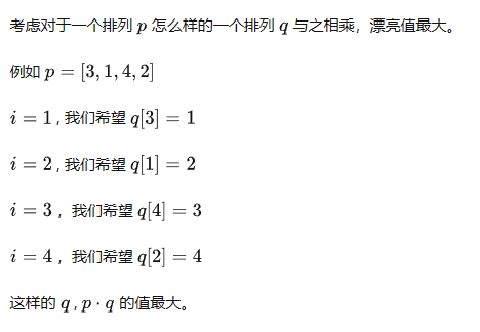 考虑对于一个排列 p 怎么样的一个排列 q 与之相乘，漂亮值最大。
例如 p = [3, 1, 4, 2]
i = 1，我们希望 q[3] = 1
i = 2，我们希望 q[1] = 2
i = 3，我们希望 q[4] = 3
i = 4，我们希望 q[2] = 4
这样的 q , p · q 的值最大。